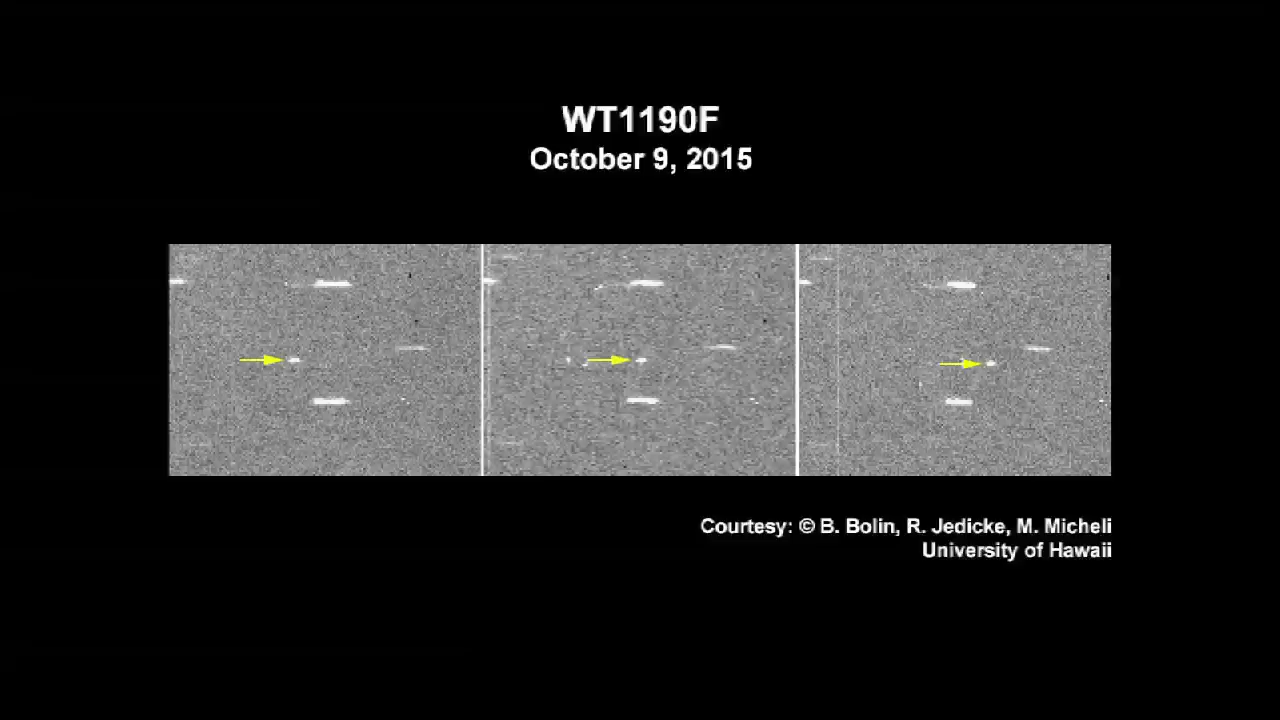 WT1190F
October 9, 2015
Courtesy: © B. Bolin, R. Jedicke, M. Micheli
University of Hawaii